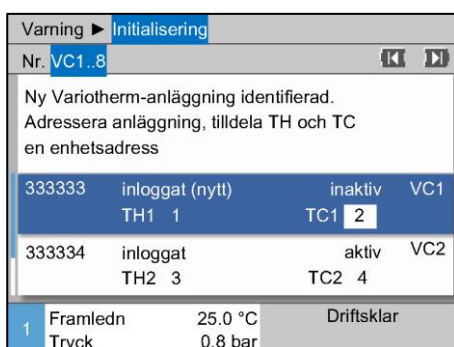 Varning ► Initialisering
Nr. VC1..8
Ny Variotherm-anläggning identifierad.
Adressera anläggning, tilldela TH och TC
en enhetsadress
333333 inloggat (nytt) inaktiv VC1
TH1 1 TC1 2
333334 inloggat aktiv VC2
TH2 3 TC2 4
1 Framledn 25.0 °C Driftsklar
Tryck 0.8 bar